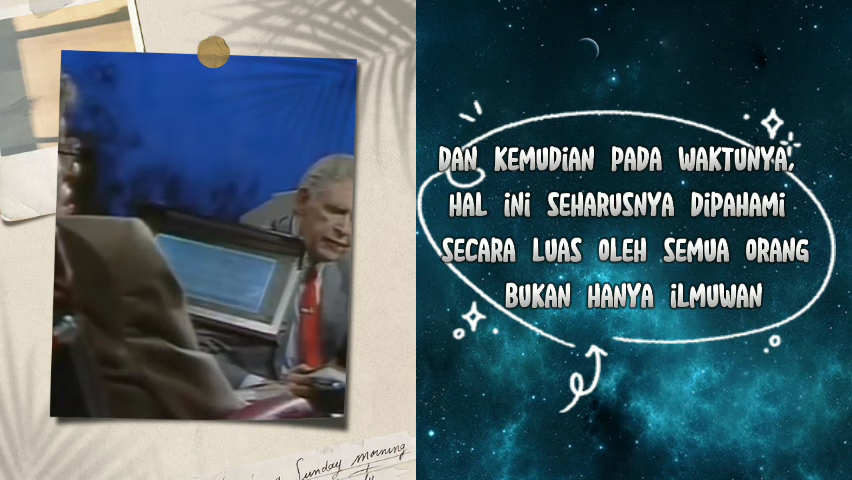 DAN KEMUDIAN PADA WAKTUNYA,
HAL INI SEHARUSNYA DIPAHAMI
SECARA LUAS OLEH SEMUA ORANG
BUKAN HANYA ILMUWAN
Sunday morning